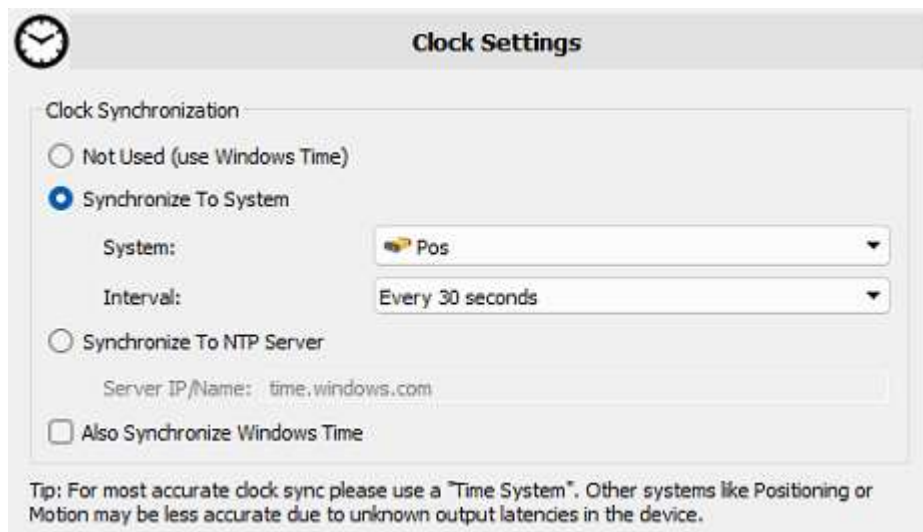 Clock Settings
Clock Synchronization
Not Used (use Windows Time)
Synchronize To System
System: Pos
Interval: Every 30 seconds
Synchronize To NTP Server
Server IP/Name: time.windows.com
Also Synchronize Windows Time
Tip: For most accurate clock sync please use a "Time System". Other systems like Positioning or
Motion may be less accurate due to unknown output latencies in the device.